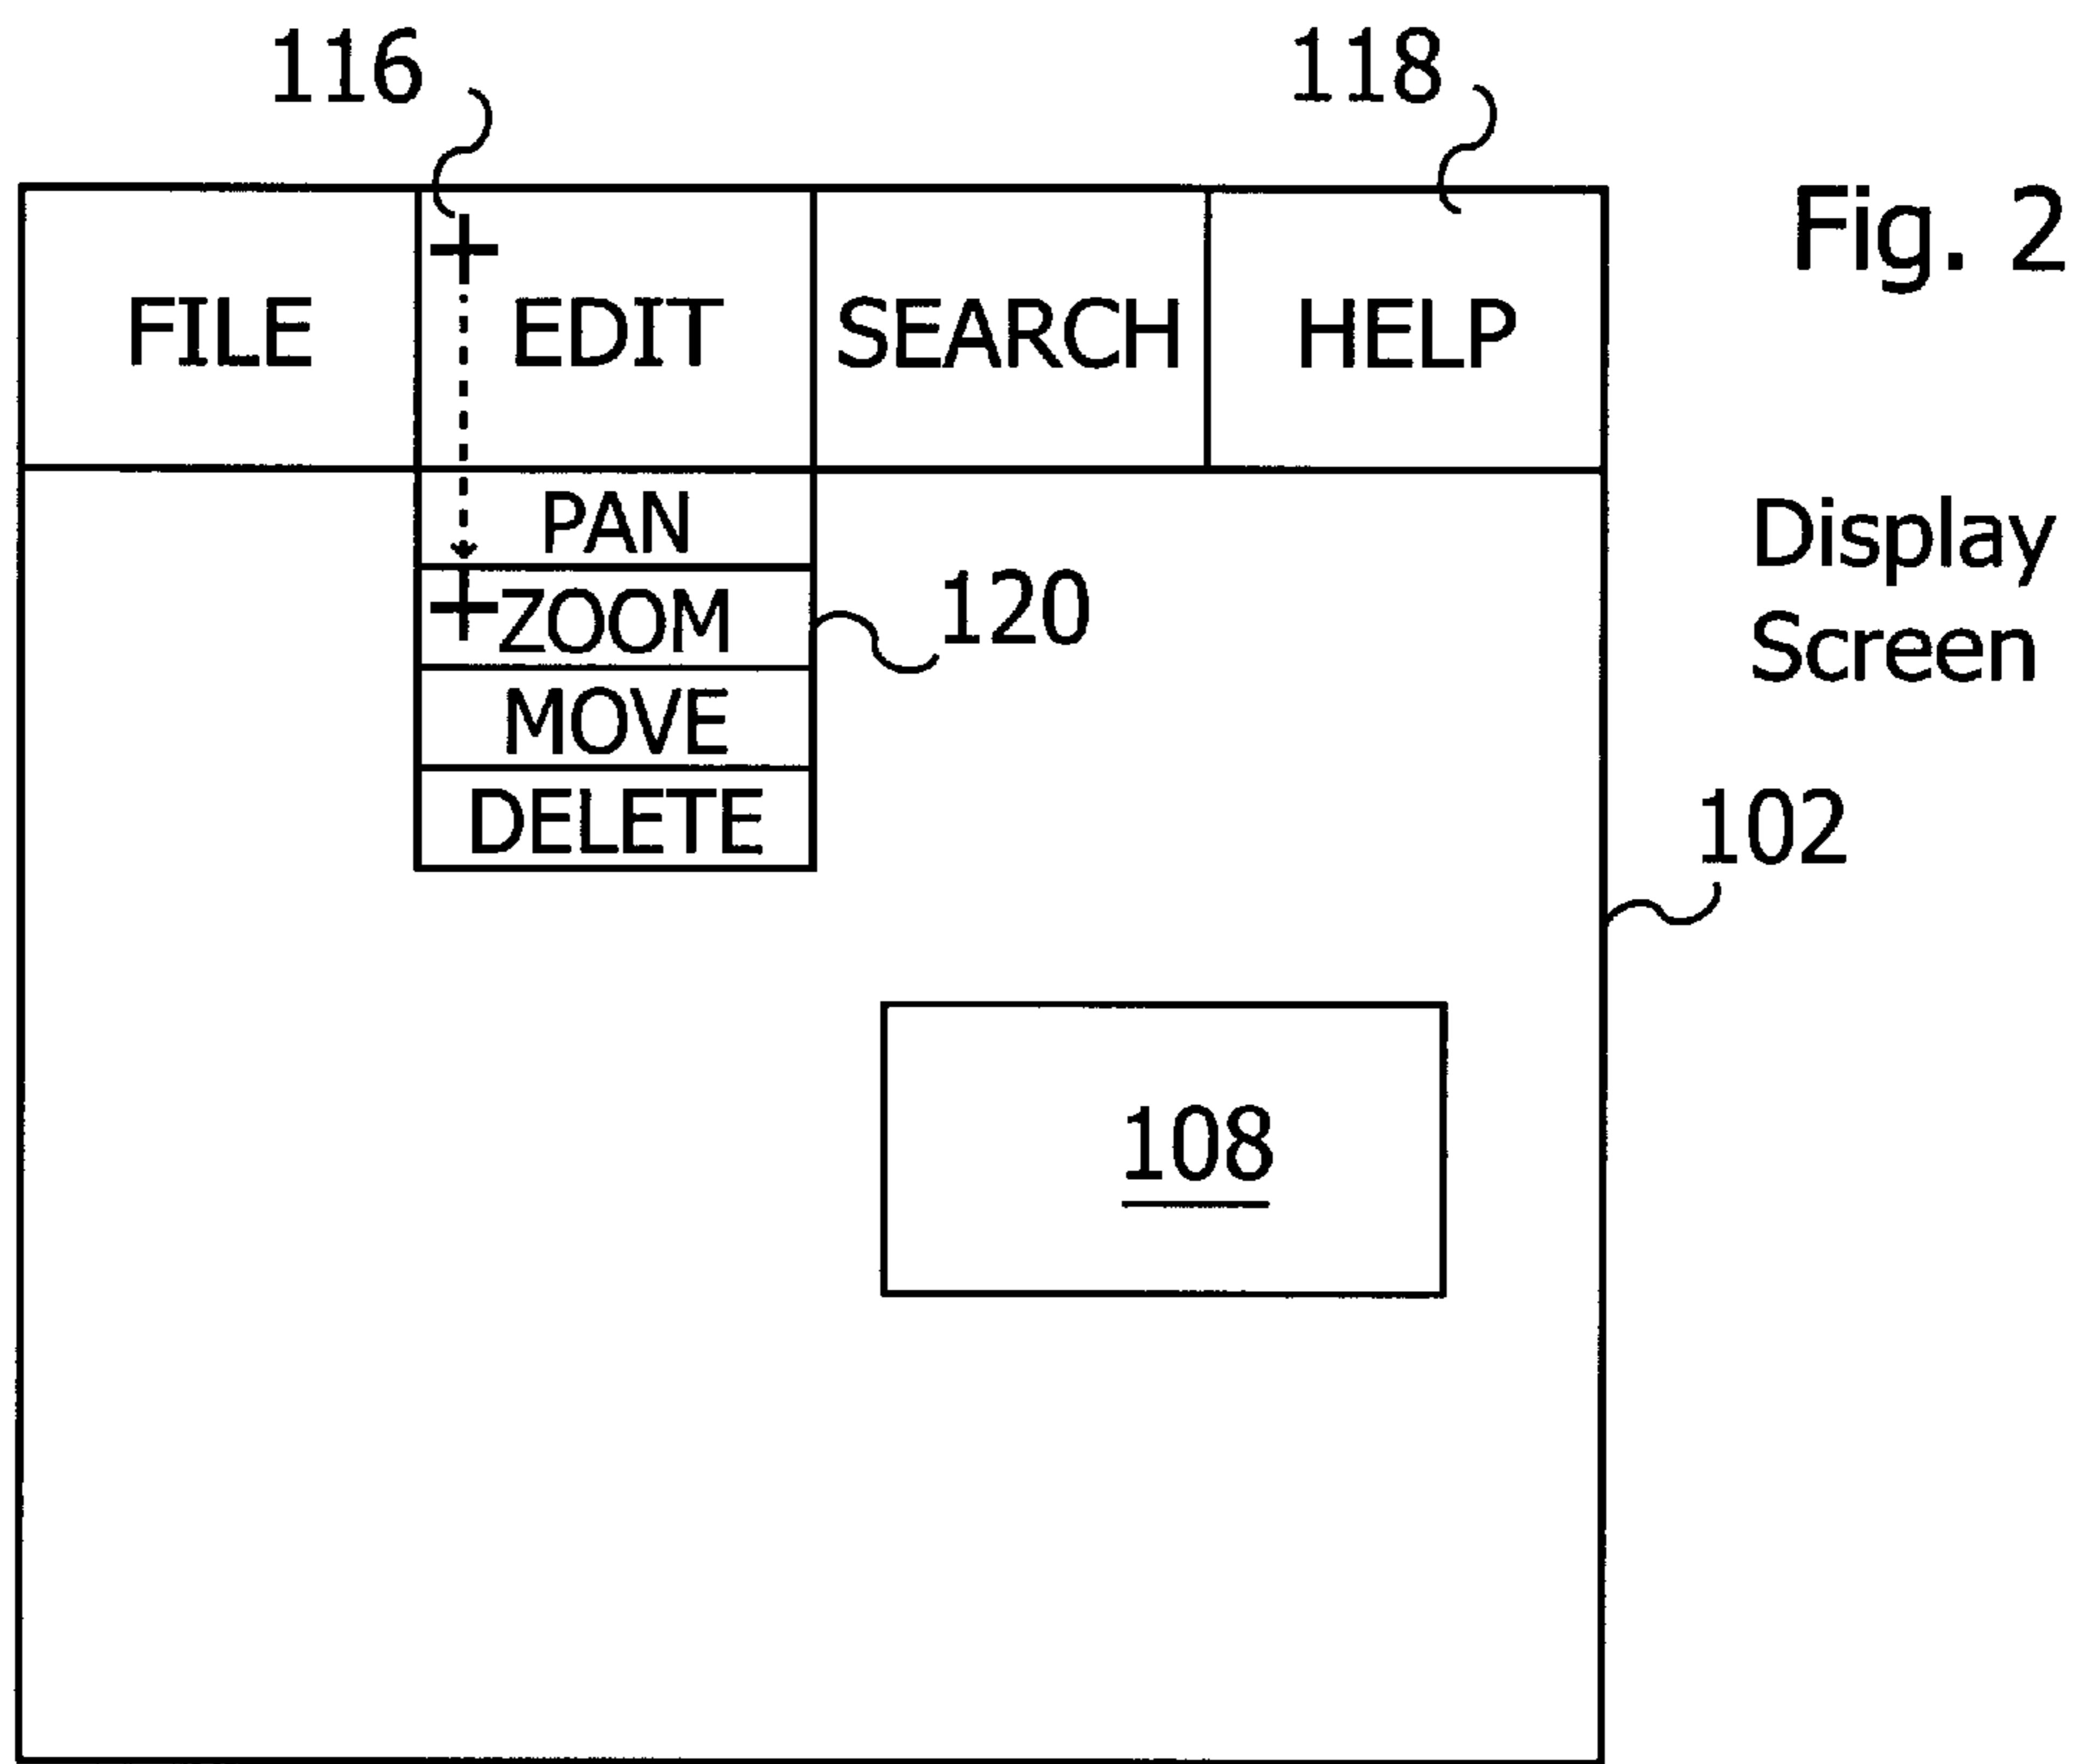 116
118
Fig. 2
FILE
EDIT
SEARCH
HELP
PAN
ZOOM
MOVE
DELETE
120
Display
Screen
102
108